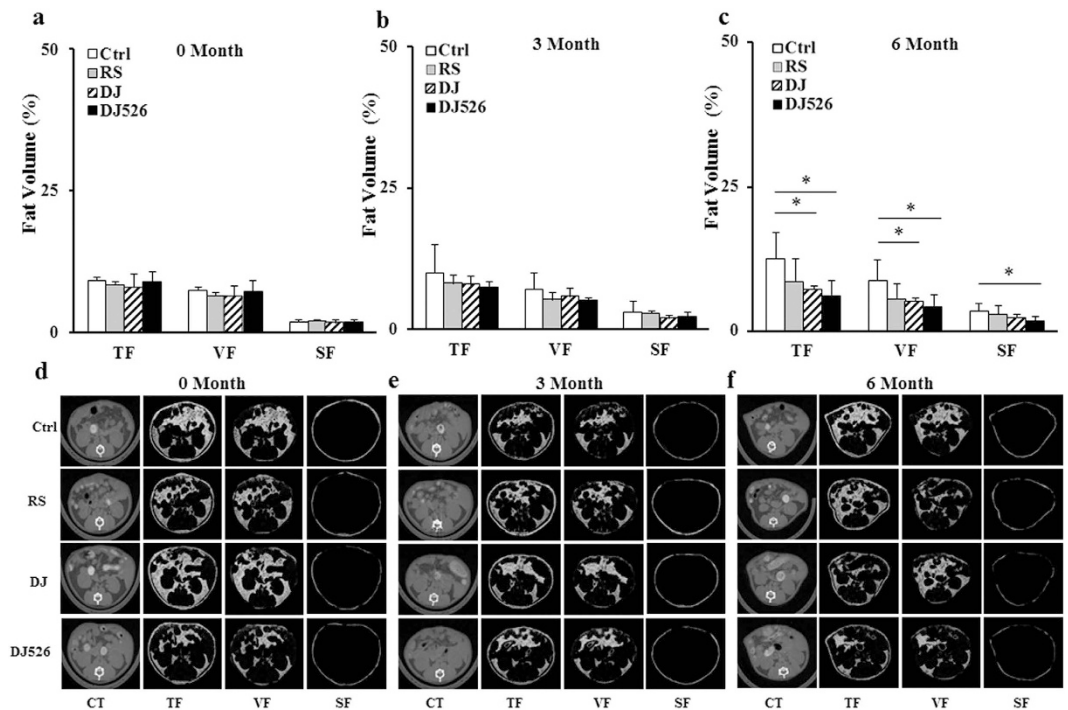 a
0 Month
50
25
0
Fat Volume (%)
Ctrl
RS
DJ
DJ526
TF VF SF
b
3 Month
50
25
0
Fat Volume (%)
Ctrl
RS
DJ
DJ526
TF VF SF
c
6 Month
50
25
0
Fat Volume (%)
Ctrl
RS
DJ
DJ526
*
*
*
*
*
TF VF SF
d 0 Month e 3 Month f 6 Month
Ctrl
RS
DJ
DJ526
CT TF VF SF CT TF VF SF CT TF VF SF